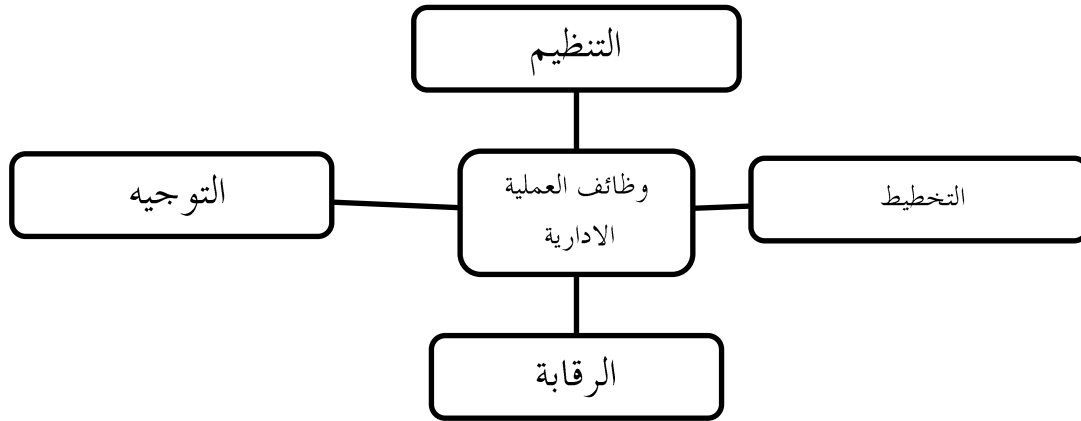 التنظيم
التخطيط
وظائف العملية
الادارية
التوجيه
الرقابة